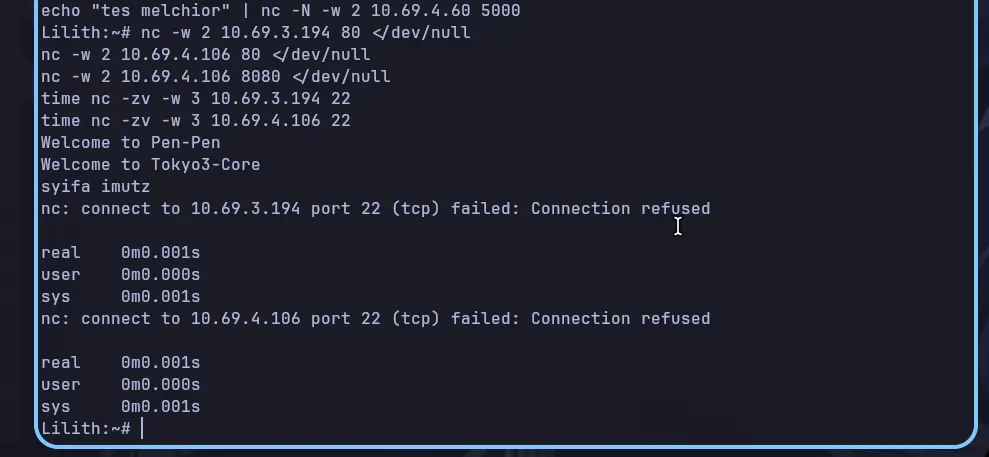 echo "tes melchior" | nc -N -w 2 10.69.4.60 5000
Lilith:~# nc -w 2 10.69.3.194 80 </dev/null
nc -w 2 10.69.4.106 80 </dev/null
nc -w 2 10.69.4.106 8080 </dev/null
time nc -zv -w 3 10.69.3.194 22
time nc -zv -w 3 10.69.4.106 22
Welcome to Pen-Pen
Welcome to Tokyo3-Core
syifa imutz
nc: connect to 10.69.3.194 port 22 (tcp) failed: Connection refused
real    0m0.001s
user    0m0.000s
sys     0m0.001s
nc: connect to 10.69.4.106 port 22 (tcp) failed: Connection refused
real    0m0.001s
user    0m0.000s
sys     0m0.001s
Lilith:~#